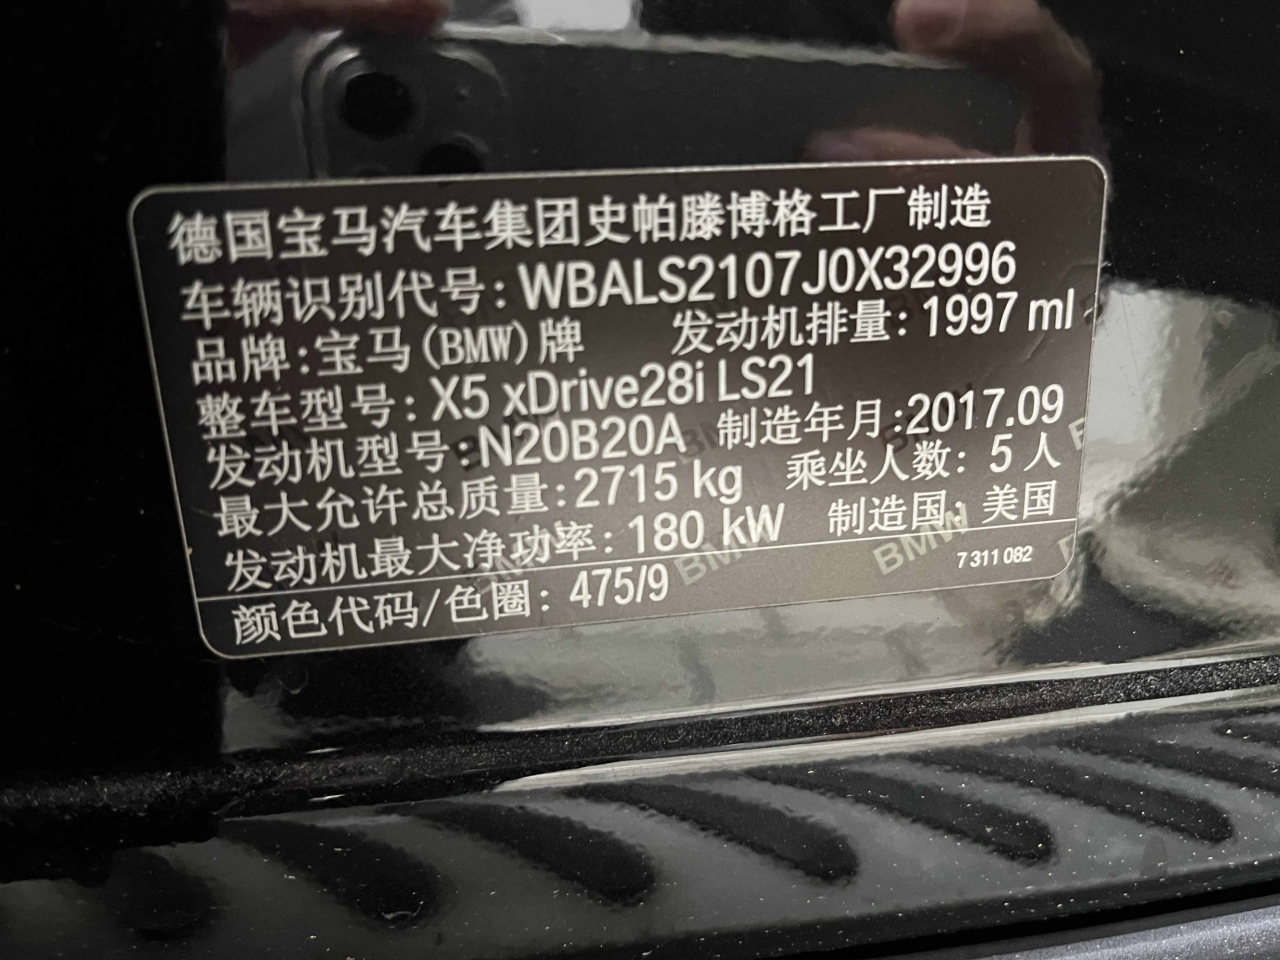 德国宝马汽车集团史帕滕博格工厂制造
车辆识别代号：WBALS2107J0X32996
品牌：宝马(BMW)牌 发动机排量：1997 ml
整车型号：X5 xDrive28i LS21
发动机型号：N20B20A 制造年月：2017.09
最大允许总质量：2715 kg 乘坐人数：5 人
发动机最大净功率：180 kW 制造国：美国
7 311 082
颜色代码/色圈：475/9